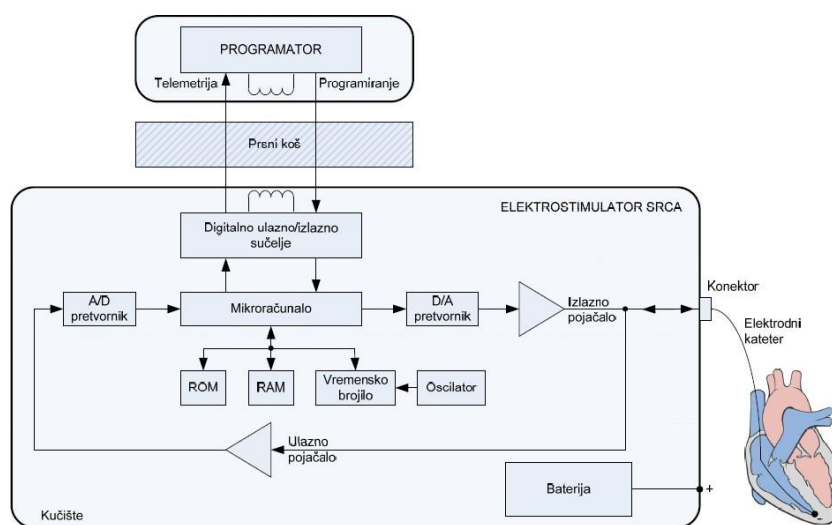 PROGRAMATOR
Telemetrija
Programiranje
Prsni koš
ELEKTROSTIMULATOR SRCA
Digitalno ulazno/izlazno
sučelje
A/D
pretvornik
Mikroračunalo
D/A
pretvornik
Izlazno
pojačalo
Konektor
Elektrodni
kateter
ROM
RAM
Vremensko
brojilo
Oscilator
Ulazno
pojačalo
Baterija
+
Kučište